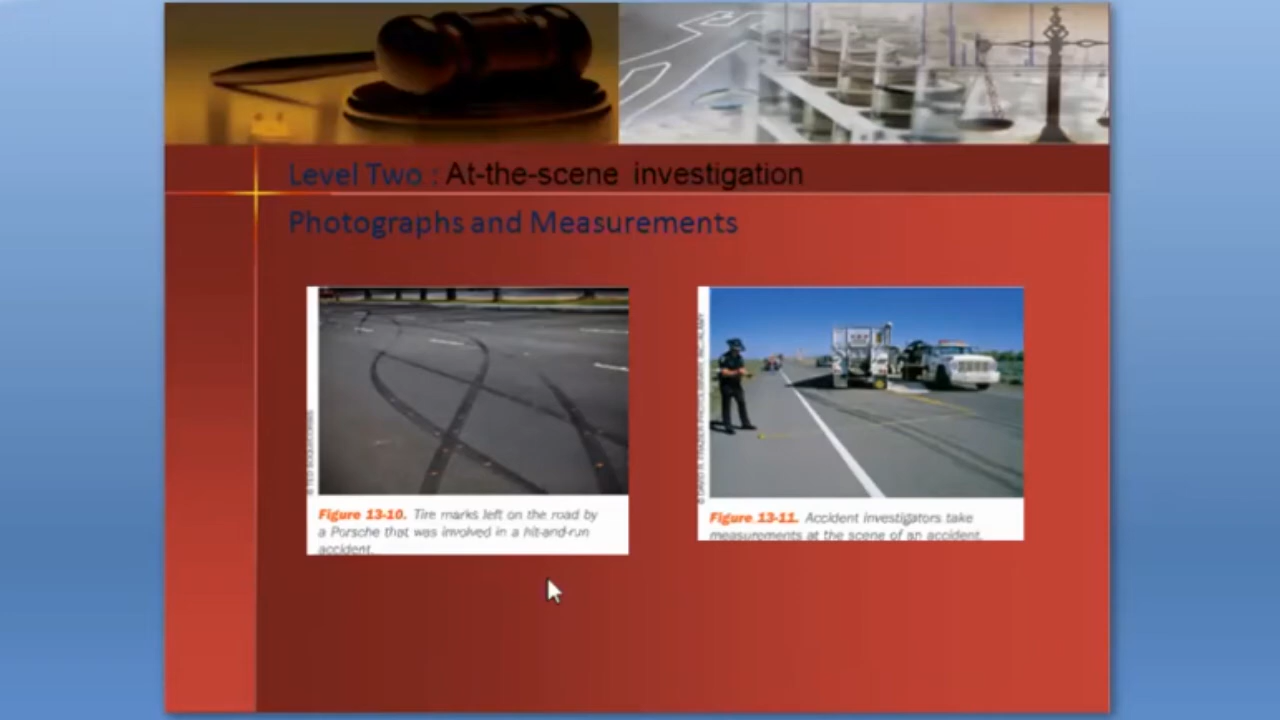 Level Two : At-the-scene investigation
Photographs and Measurements
Figure 13-10. Tire marks left on the road by
a Porsche that was involved in a hit-and-run
accident.
Figure 13-11. Accident investigators take
measurements at the scene of an accident.